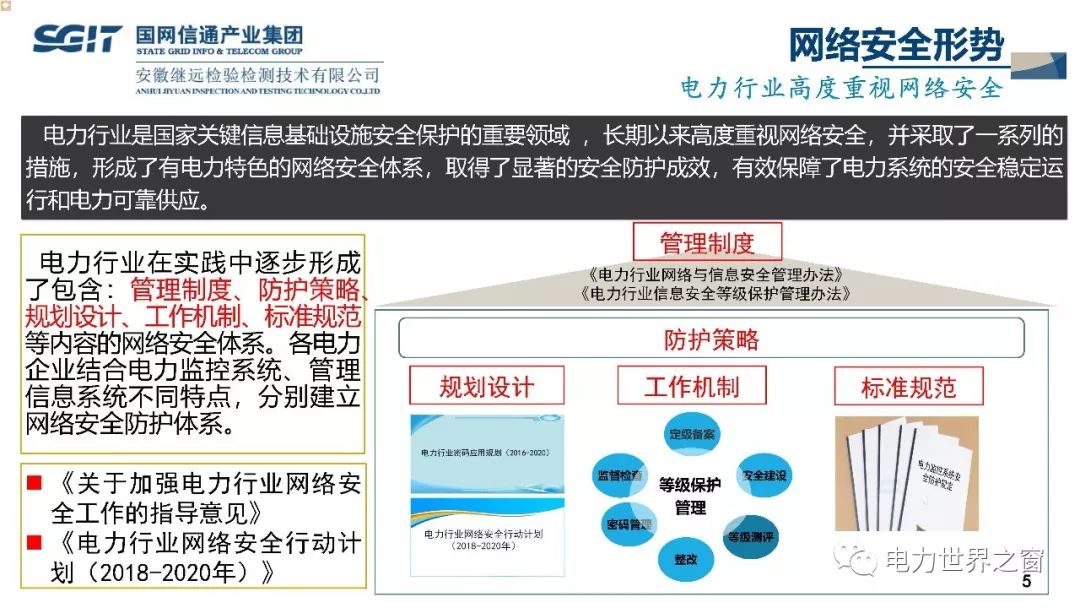 SGIT 国网信通产业集团
STATE GRID INFO & TELECOM GROUP
安徽继远检验检测技术有限公司
ANHUI JIYUAN INSPECTION AND TESTING TECHNOLOGY CO.,LTD
网络安全形势
电力行业高度重视网络安全
电力行业是国家关键信息基础设施安全保护的重要领域 ，长期以来高度重视网络安全，并采取了一系列的
措施，形成了有电力特色的网络安全体系，取得了显著的安全防护成效，有效保障了电力系统的安全稳定运
行和电力可靠供应。
电力行业在实践中逐步形成
了包含：管理制度、防护策略、
规划设计、工作机制、标准规范
等内容的网络安全体系。各电力
企业结合电力监控系统、管理
信息系统不同特点，分别建立
网络安全防护体系。
《关于加强电力行业网络安
全工作的指导意见》
《电力行业网络安全行动计
划（2018-2020年）》
管理制度
《电力行业网络与信息安全管理办法》
《电力行业信息安全等级保护管理办法》
防护策略
规划设计
电力行业密码应用规划（2016-2020）
电力行业网络安全行动计划
（2018-2020年）
工作机制
定级备案
监督检查
安全建设
等级保护
管理
密码管理
等级测评
整改
标准规范
电力监控系统安
全防护规定
电力世界之窗
5